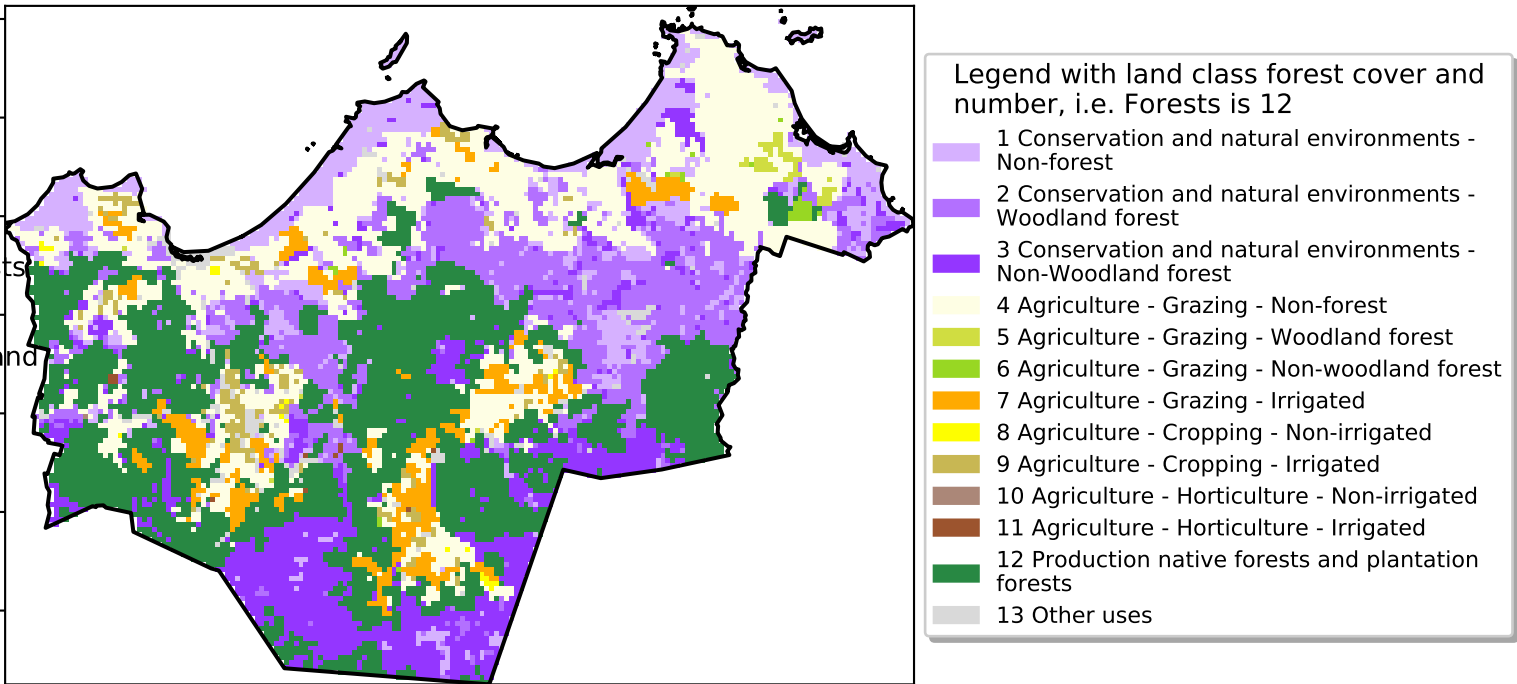 ts
and
Legend with land class forest cover and
number, i.e. Forests is 12
1 Conservation and natural environments -
Non-forest
2 Conservation and natural environments -
Woodland forest
3 Conservation and natural environments -
Non-Woodland forest
4 Agriculture - Grazing - Non-forest
5 Agriculture - Grazing - Woodland forest
6 Agriculture - Grazing - Non-woodland forest
7 Agriculture - Grazing - Irrigated
8 Agriculture - Cropping - Non-irrigated
9 Agriculture - Cropping - Irrigated
10 Agriculture - Horticulture - Non-irrigated
11 Agriculture - Horticulture - Irrigated
12 Production native forests and plantation
forests
13 Other uses